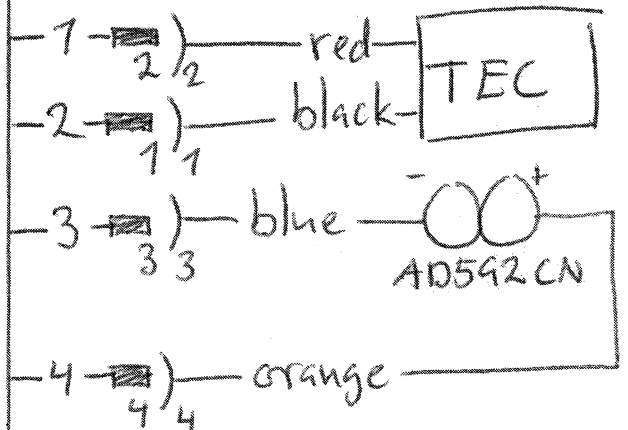 1 2 2 red TEC
2 1 1 black
3 3 3 blue - + AD592CN
4 4 4 orange